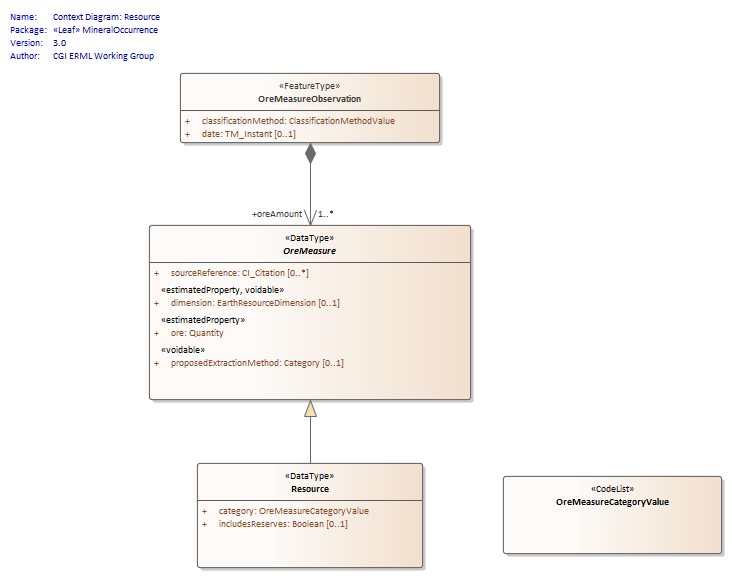 Name: Context Diagram: Resource
Package: «Leaf» MineralOccurrence
Version: 3.0
Author: CGI ERML Working Group
«FeatureType»
OreMeasureObservation
+ classificationMethod: ClassificationMethodValue
+ date: TM_Instant [0..1]
+oreAmount 1..*
«DataType»
OreMeasure
+ sourceReference: CI_Citation [0..*]
«estimatedProperty, voidable»
+ dimension: EarthResourceDimension [0..1]
«estimatedProperty»
+ ore: Quantity
«voidable»
+ proposedExtractionMethod: Category [0..1]
«DataType»
Resource
+ category: OreMeasureCategoryValue
+ includesReserves: Boolean [0..1]
«CodeList»
OreMeasureCategoryValue